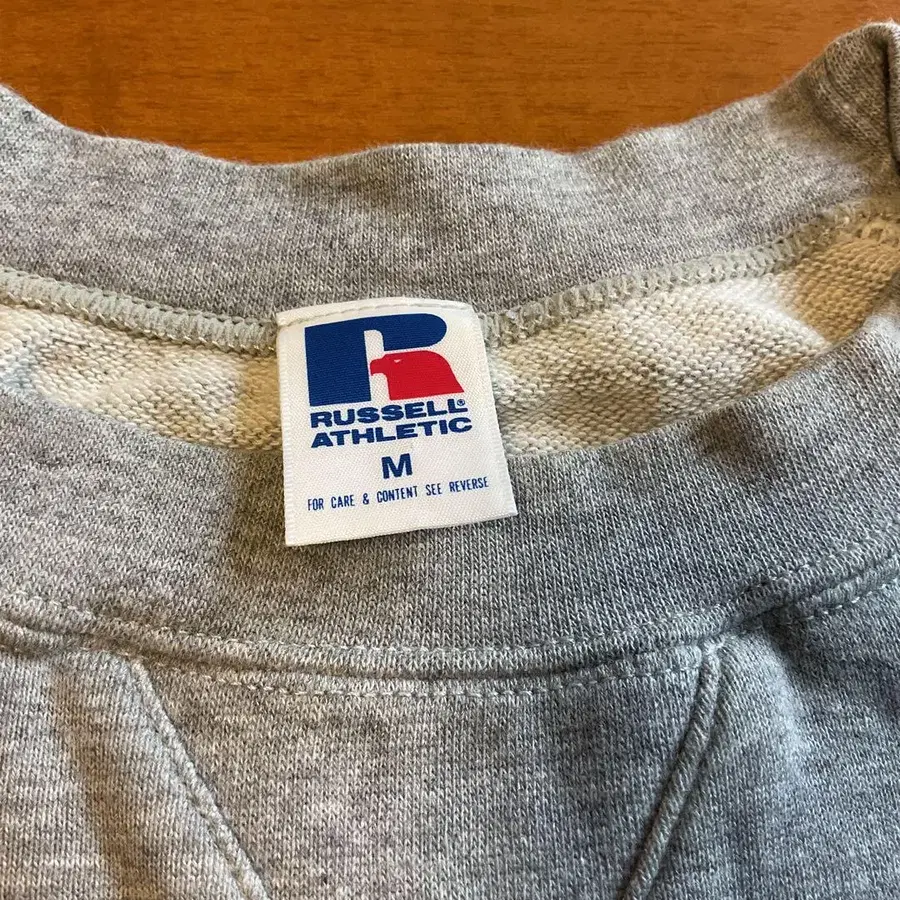 R
RUSSELL®
ATHLETIC
M
FOR CARE & CONTENT SEE REVERSE